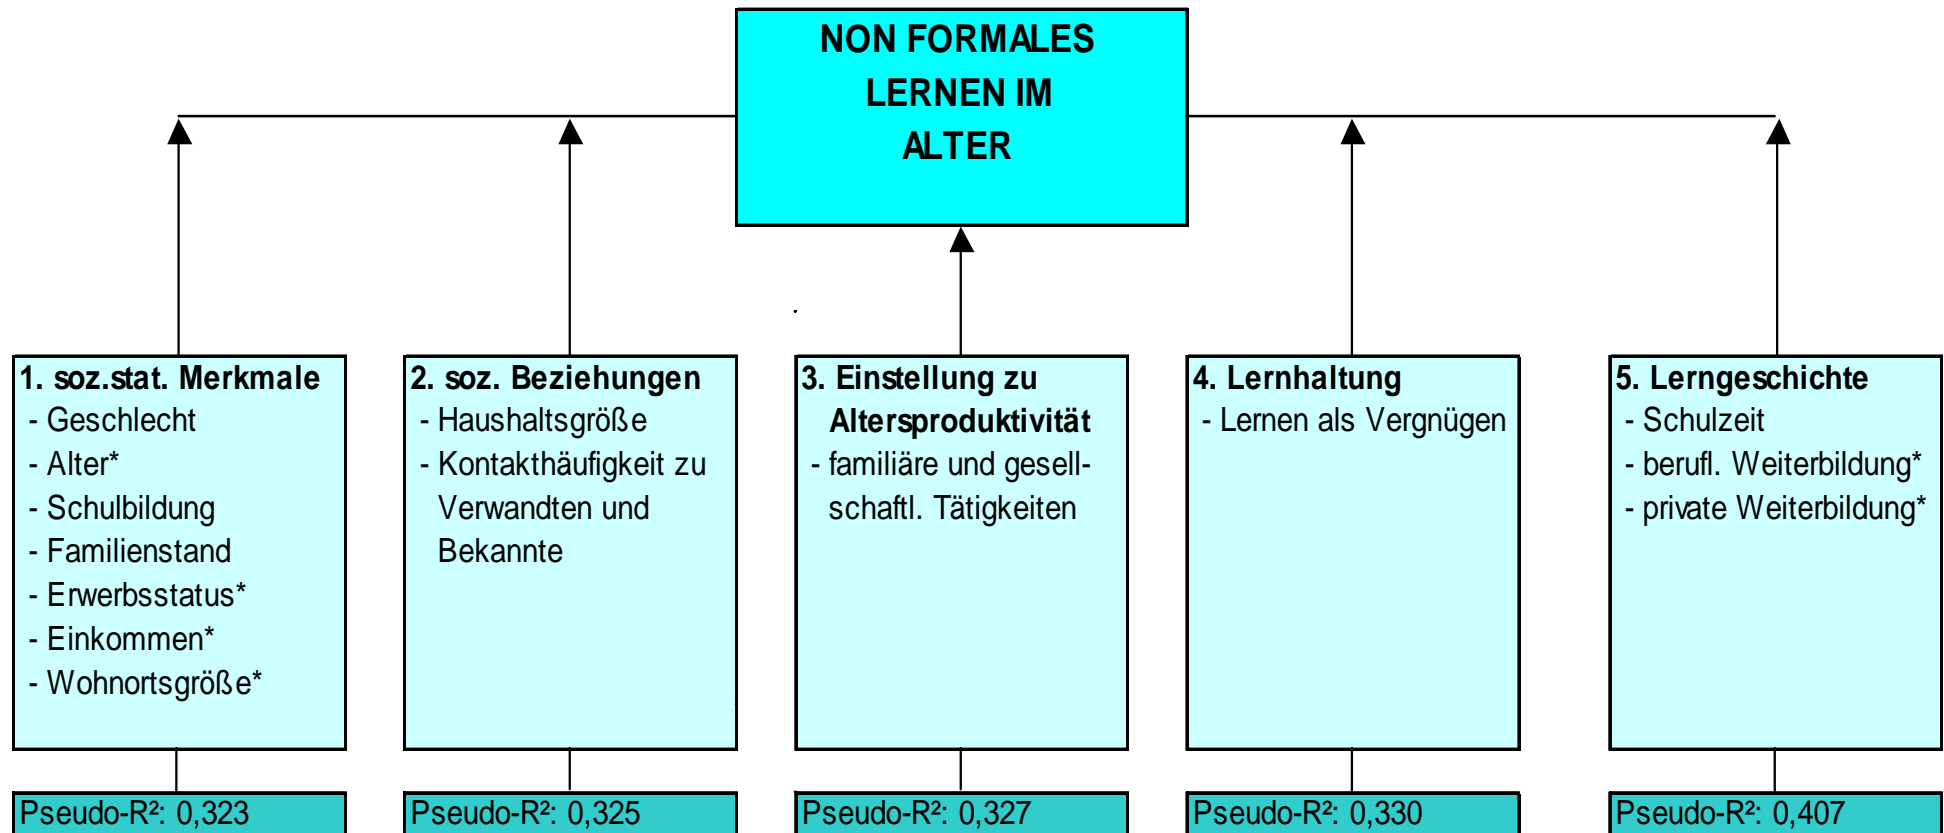 NON FORMALES
LERNEN IM
ALTER
1. soz.stat. Merkmale
- Geschlecht
- Alter*
- Schulbildung
- Familienstand
- Erwerbsstatus*
- Einkommen*
- Wohnortsgröße*
Pseudo-R²: 0,323
2. soz. Beziehungen
- Haushaltsgröße
- Kontakthäufigkeit zu
Verwandten und
Bekannte
Pseudo-R²: 0,325
3. Einstellung zu
Altersproduktivität
- familiäre und gesell-
schaftl. Tätigkeiten
Pseudo-R²: 0,327
4. Lernhaltung
- Lernen als Vergnügen
Pseudo-R²: 0,330
5. Lerngeschichte
- Schulzeit
- berufl. Weiterbildung*
- private Weiterbildung*
Pseudo-R²: 0,407